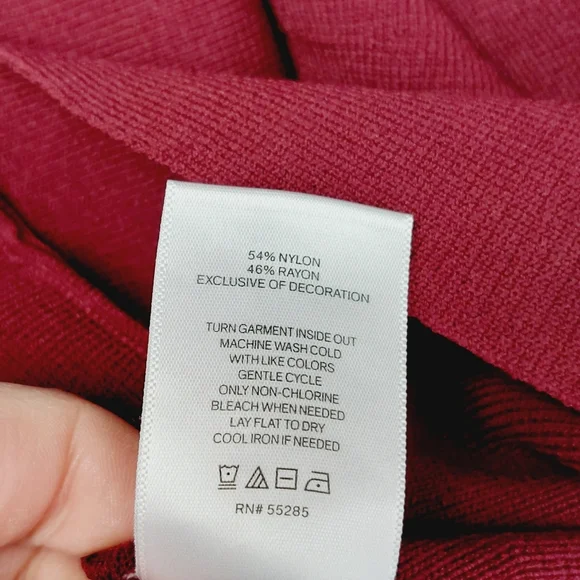 54% NYLON
46% RAYON
EXCLUSIVE OF DECORATION
TURN GARMENT INSIDE OUT
MACHINE WASH COLD
WITH LIKE COLORS
GENTLE CYCLE
ONLY NON-CHLORINE
BLEACH WHEN NEEDED
LAY FLAT TO DRY
COOL IRON IF NEEDED
RN# 55285